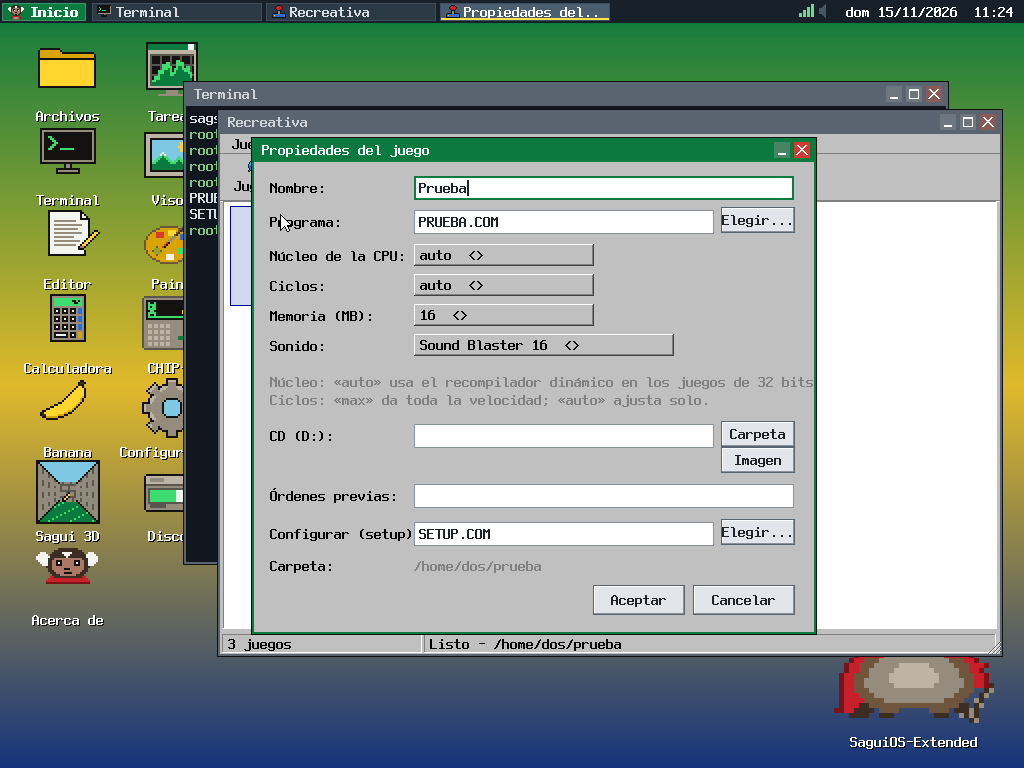 Inicio Terminal Recreativa Propiedades del.. dom 15/11/2026 11:24
Archivos
Terminal
Terminal
Recreativa
Propiedades del juego
Nombre: Prueba
Programa: PRUEBA.COM Elegir...
Núcleo de la CPU: auto <>
Ciclos: auto <>
Memoria (MB): 16 <>
Sonido: Sound Blaster 16 <>
Núcleo: «auto» usa el recompilador dinámico en los juegos de 32 bits
Ciclos: «max» da toda la velocidad; «auto» ajusta solo.
CD (D:): Carpeta
Imagen
Órdenes previas:
Configurar (setup) SETUP.COM Elegir...
Carpeta: /home/dos/prueba
Aceptar Cancelar
3 juegos Listo - /home/dos/prueba
Editor
Calculadora
CHIP-
Banana
Configur
Sagui 3D
Disco
Acerca de
SaguiOS-Extended